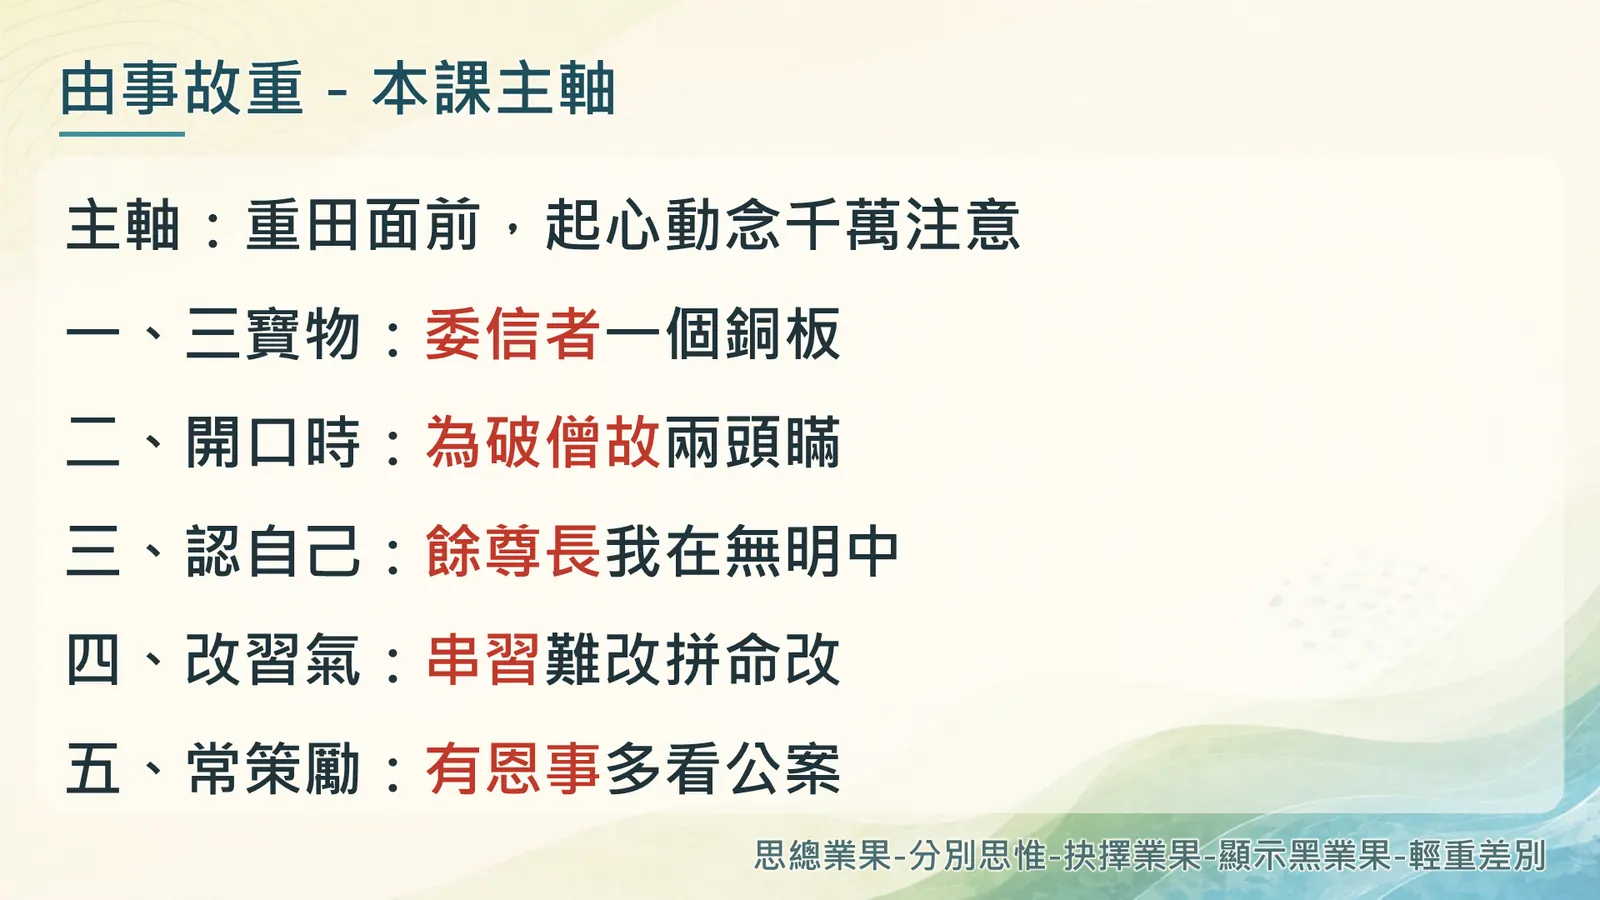 由事故重 - 本課主軸
主軸：重田面前，起心動念千萬注意
一、三寶物：委信者一個銅板
二、開口時：為破僧故兩頭瞞
三、認自己：餘尊長我在無明中
四、改習氣：串習難改拼命改
五、常策勵：有恩事多看公案
思總業果-分別思惟-抉擇業果-顯示黑業果-輕重差別